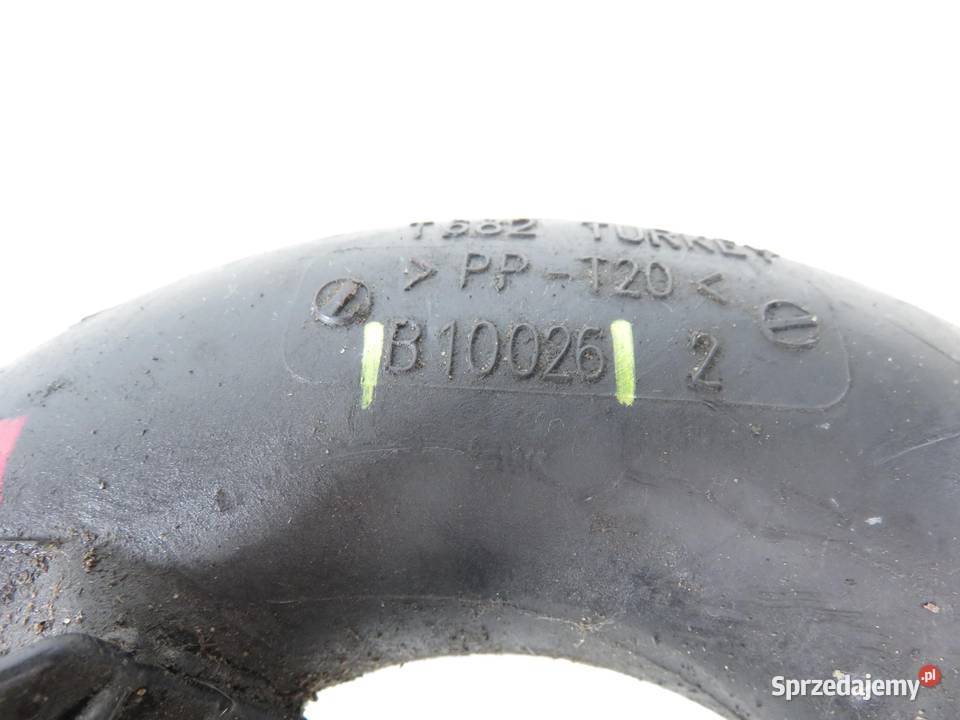 T582 TURKEY
> PP-T20 <
B10026 2
Sprzedajemy.pl